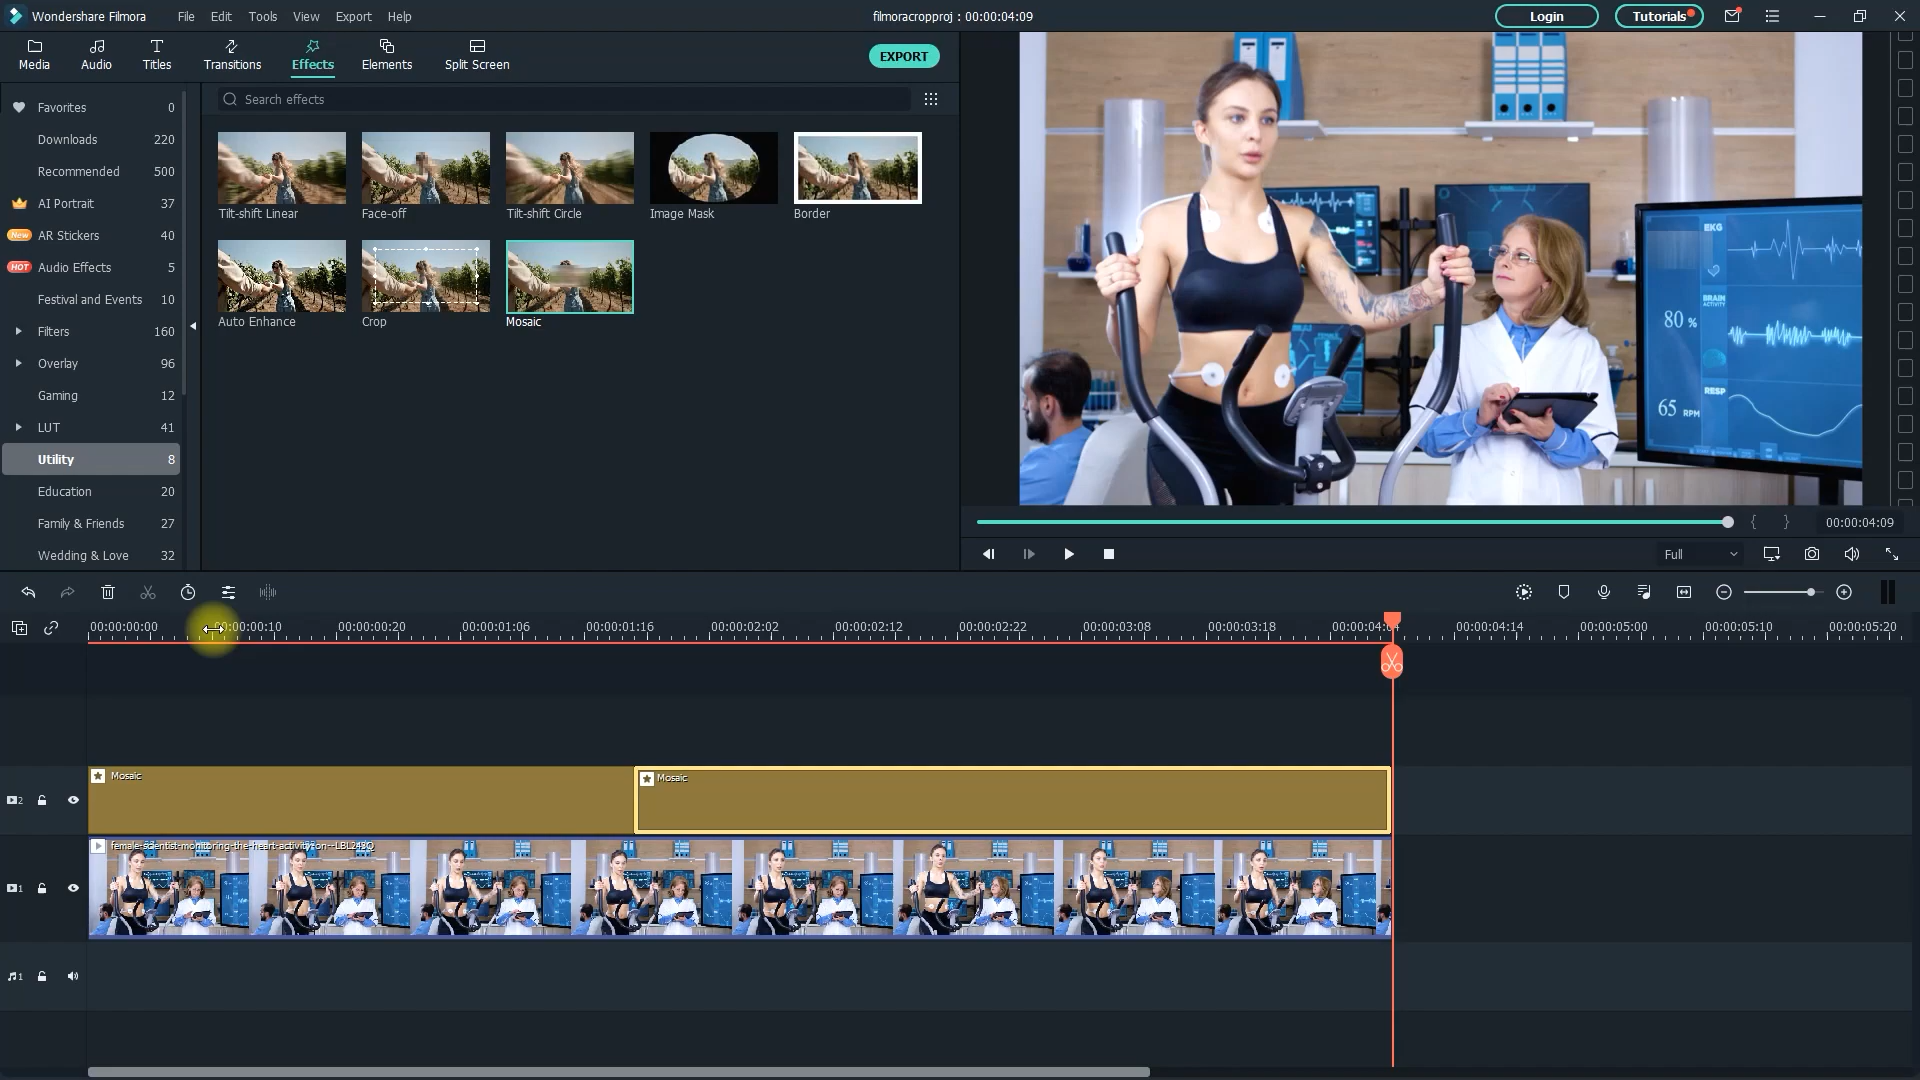 Wondershare Filmora File Edit Tools View Export Help filmoracropproj : 00:00:04:09 Login Tutorials
Media Audio Titles Transitions Effects Elements Split Screen EXPORT
Favorites 0
Downloads 220
Recommended 500
AI Portrait 37
New AR Stickers 40
HOT Audio Effects 5
Festival and Events 10
Filters 160
Overlay 96
Gaming 12
LUT 41
Utility 8
Education 20
Family & Friends 27
Wedding & Love 32
Search effects
Tilt-shift Linear Face-off Tilt-shift Circle Image Mask Border
Auto Enhance Crop Mosaic
EKG
BRAIN
ACTIVITY
80 %
RESP
65 RPM
00:00:04:09
Full
00:00:00:00 00:00:00:10 00:00:00:20 00:00:01:06 00:00:01:16 00:00:02:02 00:00:02:12 00:00:02:22 00:00:03:08 00:00:03:18 00:00:04:04 00:00:04:14 00:00:05:00 00:00:05:10 00:00:05:20
Mosaic Mosaic
2
female-scientist-monitoring-the-heart-activity-on--LBL243Q
1
1